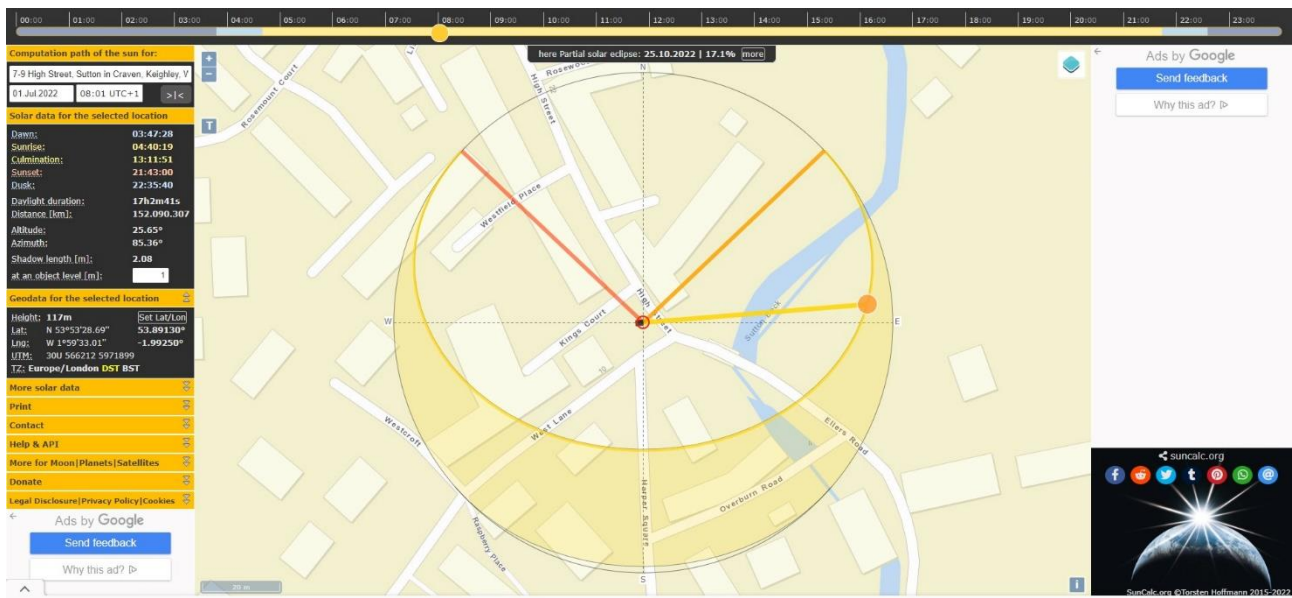 00:00 01:00 02:00 03:00 04:00 05:00 06:00 07:00 08:00 09:00 10:00 11:00 12:00 13:00 14:00 15:00 16:00 17:00 18:00 19:00 20:00 21:00 22:00 23:00
Computation path of the sun for:
7-9 High Street, Sutton in Craven, Keighley, W
01 Jul 2022 08:01 UTC+1 >|<
Solar data for the selected location
Dawn: 03:47:28
Sunrise: 04:40:19
Culmination: 13:11:51
Sunset: 21:43:00
Dusk: 22:35:40
Daylight duration: 17h2m41s
Distance [km]: 152.090.307
Altitude: 25.65°
Azimuth: 85.36°
Shadow length [m]: 2.08
at an object level [m]: 1
Geodata for the selected location
Height: 117m Set Lat/Lon
Lat: N 53°53'28.69" 53.89130°
Lng: W 1°59'33.01" -1.99250°
UTM: 30U 566212 5971899
TZ: Europe/London DST BST
More solar data
Print
Contact
Help & API
More for Moon|Planets|Satellites
Donate
Legal Disclosure|Privacy Policy|Cookies
Ads by Google
Send feedback
Why this ad?
+
−
T
here Partial solar eclipse: 25.10.2022 | 17.1% more
N
Rosemount Court
High Street
Westfield Place
High Street
W
Kings Court
E
Sutton Beck
10
West Lane
Westcroft
Ellers Road
Overburn Road
Harper Square
Raspberry Place
S
20 m
i
Ads by Google
Send feedback
Why this ad?
suncalc.org
SunCalc.org ©Torsten Hoffmann 2015-2022